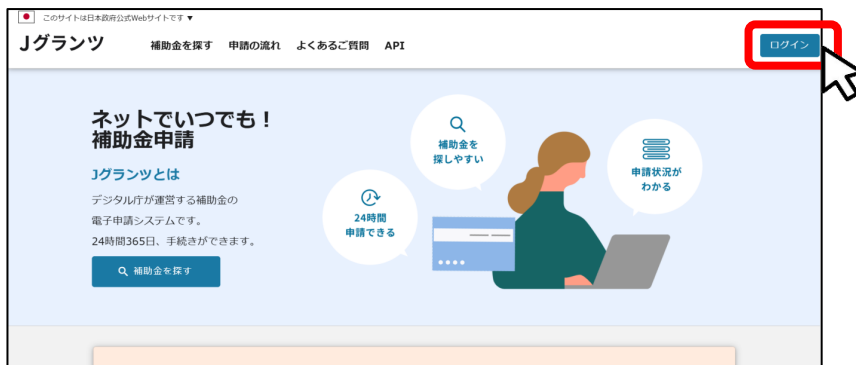 このサイトは日本政府公式Webサイトです ▼
Jグランツ
補助金を探す 申請の流れ よくあるご質問 API
ログイン
ネットでいつでも！
補助金申請
Jグランツとは
デジタル庁が運営する補助金の
電子申請システムです。
24時間365日、手続きができます。
補助金を探す
補助金を
探しやすい
24時間
申請できる
申請状況が
わかる